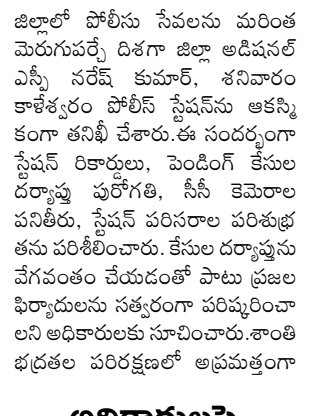 జిల్లాలో పోలీసు సేవలను మరింత
మెరుగుపర్చే దిశగా జిల్లా అడిషనల్
ఎస్పీ నరేష్ కుమార్, శనివారం
కాళేశ్వరం పోలీస్ స్టేషన్‌ను ఆకస్మి
కంగా తనిఖీ చేశారు.ఈ సందర్భంగా
స్టేషన్ రికార్డులు, పెండింగ్ కేసుల
దర్యాప్తు పురోగతి, సీసీ కెమెరాల
పనితీరు, స్టేషన్ పరిసరాల పరిశుభ్ర
తను పరిశీలించారు. కేసుల దర్యాప్తును
వేగవంతం చేయడంతో పాటు ప్రజల
ఫిర్యాదులను సత్వరంగా పరిష్కరించా
లని అధికారులకు సూచించారు.శాంతి
భద్రతల పరిరక్షణలో అప్రమత్తంగా